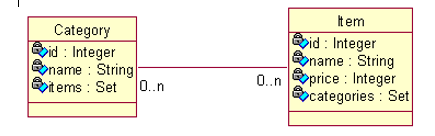 Category
id : Integer
name : String
items : Set
0..n
0..n
Item
id : Integer
name : String
price : Integer
categories : Set